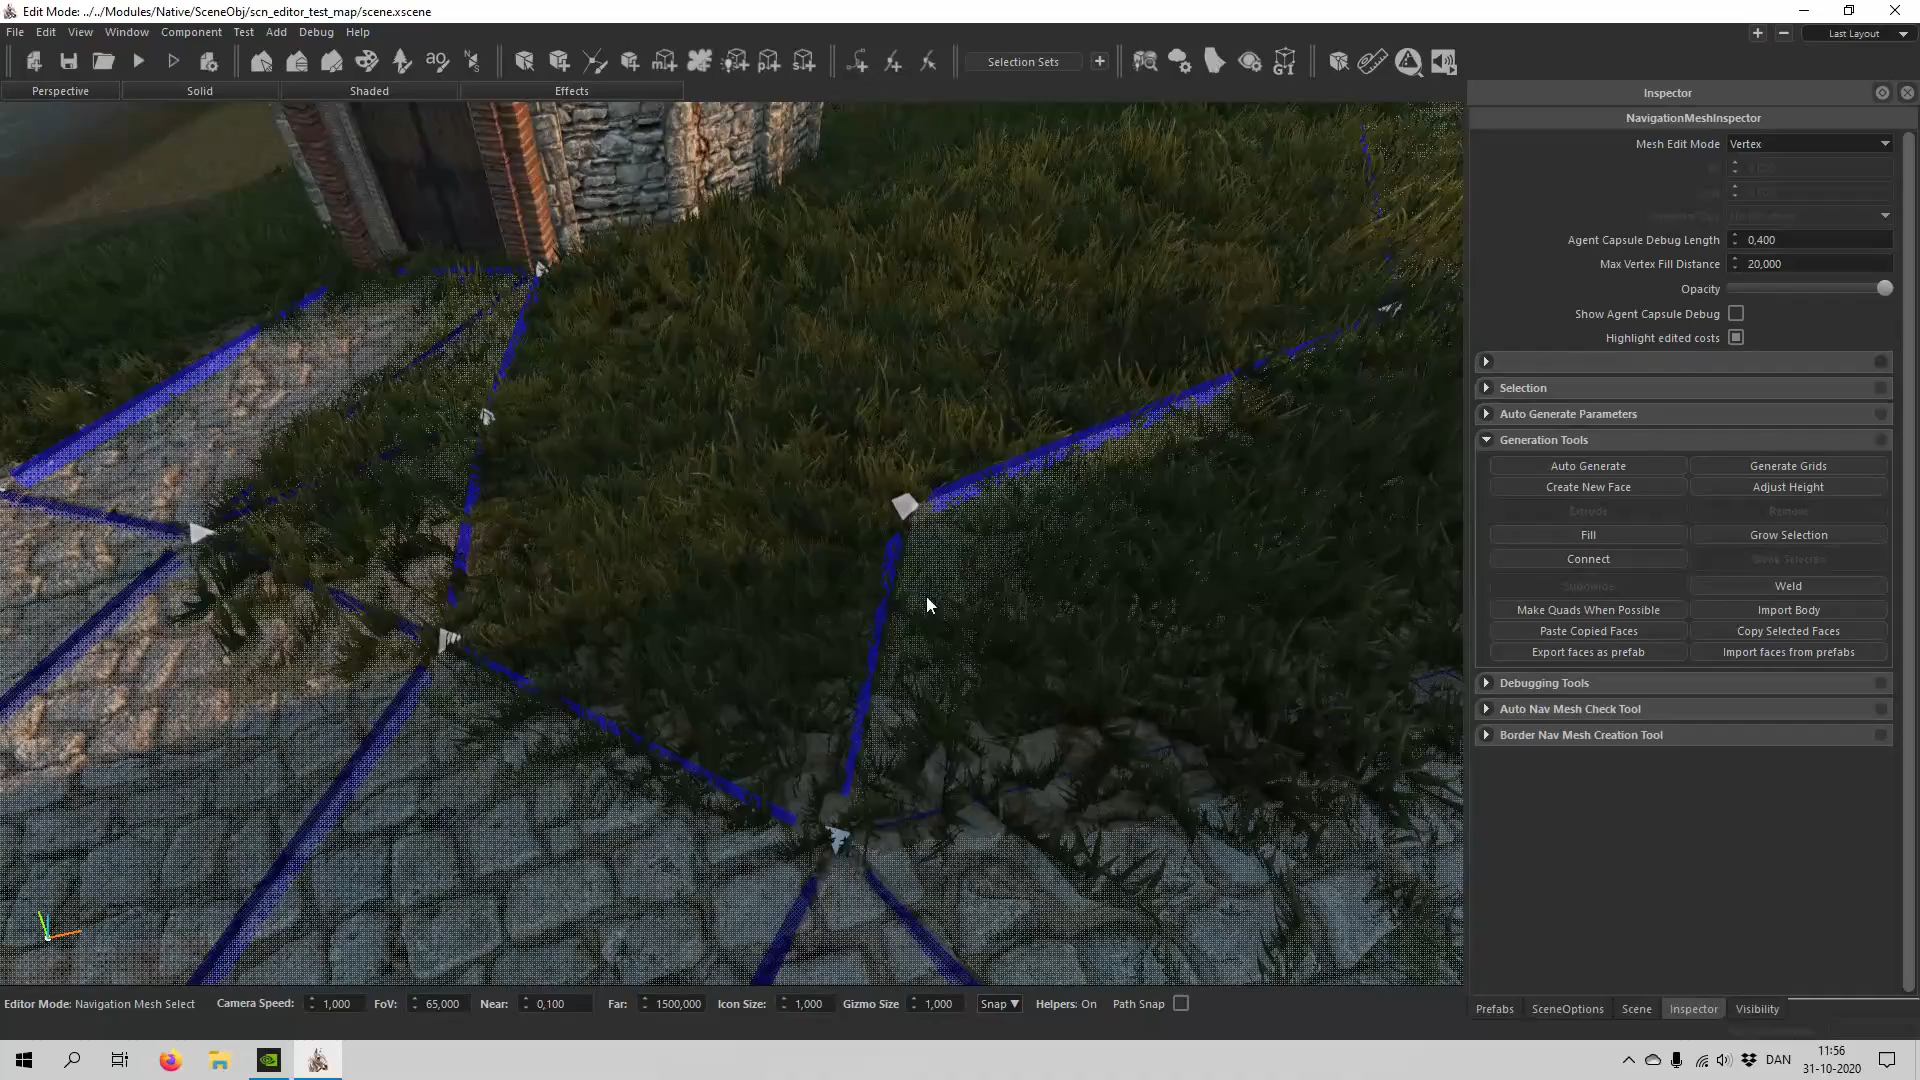 Edit Mode: ../../Modules/Native/SceneObj/scn_editor_test_map/scene.xscene
File Edit View Window Component Test Add Debug Help
Last Layout
Selection Sets
Perspective Solid Shaded Effects
Inspector
NavigationMeshInspector
Mesh Edit Mode Vertex
Agent Capsule Debug Length 0,400
Max Vertex Fill Distance 20,000
Opacity
Show Agent Capsule Debug
Highlight edited costs
Selection
Auto Generate Parameters
Generation Tools
Auto Generate Generate Grids
Create New Face Adjust Height
Extrude Remove
Fill Grow Selection
Connect
Subdivide Weld
Make Quads When Possible Import Body
Paste Copied Faces Copy Selected Faces
Export faces as prefab Import faces from prefabs
Debugging Tools
Auto Nav Mesh Check Tool
Border Nav Mesh Creation Tool
Editor Mode: Navigation Mesh Select Camera Speed: 1,000 FoV: 65,000 Near: 0,100 Far: 1500,000 Icon Size: 1,000 Gizmo Size 1,000 Snap Helpers: On Path Snap
Prefabs SceneOptions Scene Inspector Visibility
DAN
11:56
31-10-2020